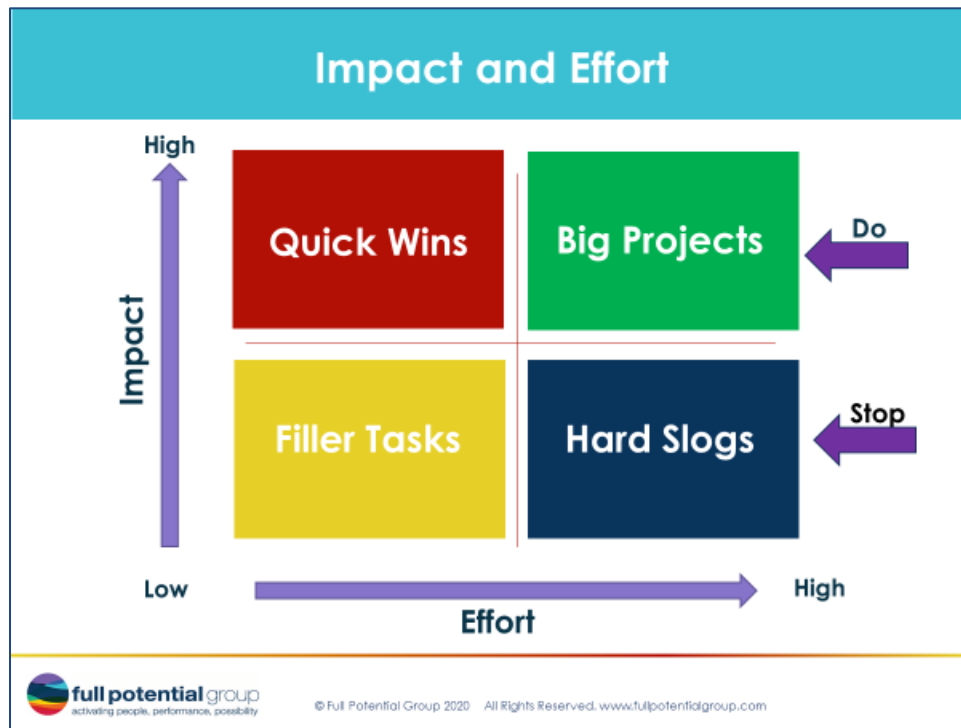 Impact and Effort
High
Quick Wins
Big Projects
Do
Impact
Filler Tasks
Hard Slogs
Stop
Low
High
Effort
full potential group
activating people, performance, possibility
© Full Potential Group 2020 All Rights Reserved. www.fullpotentialgroup.com